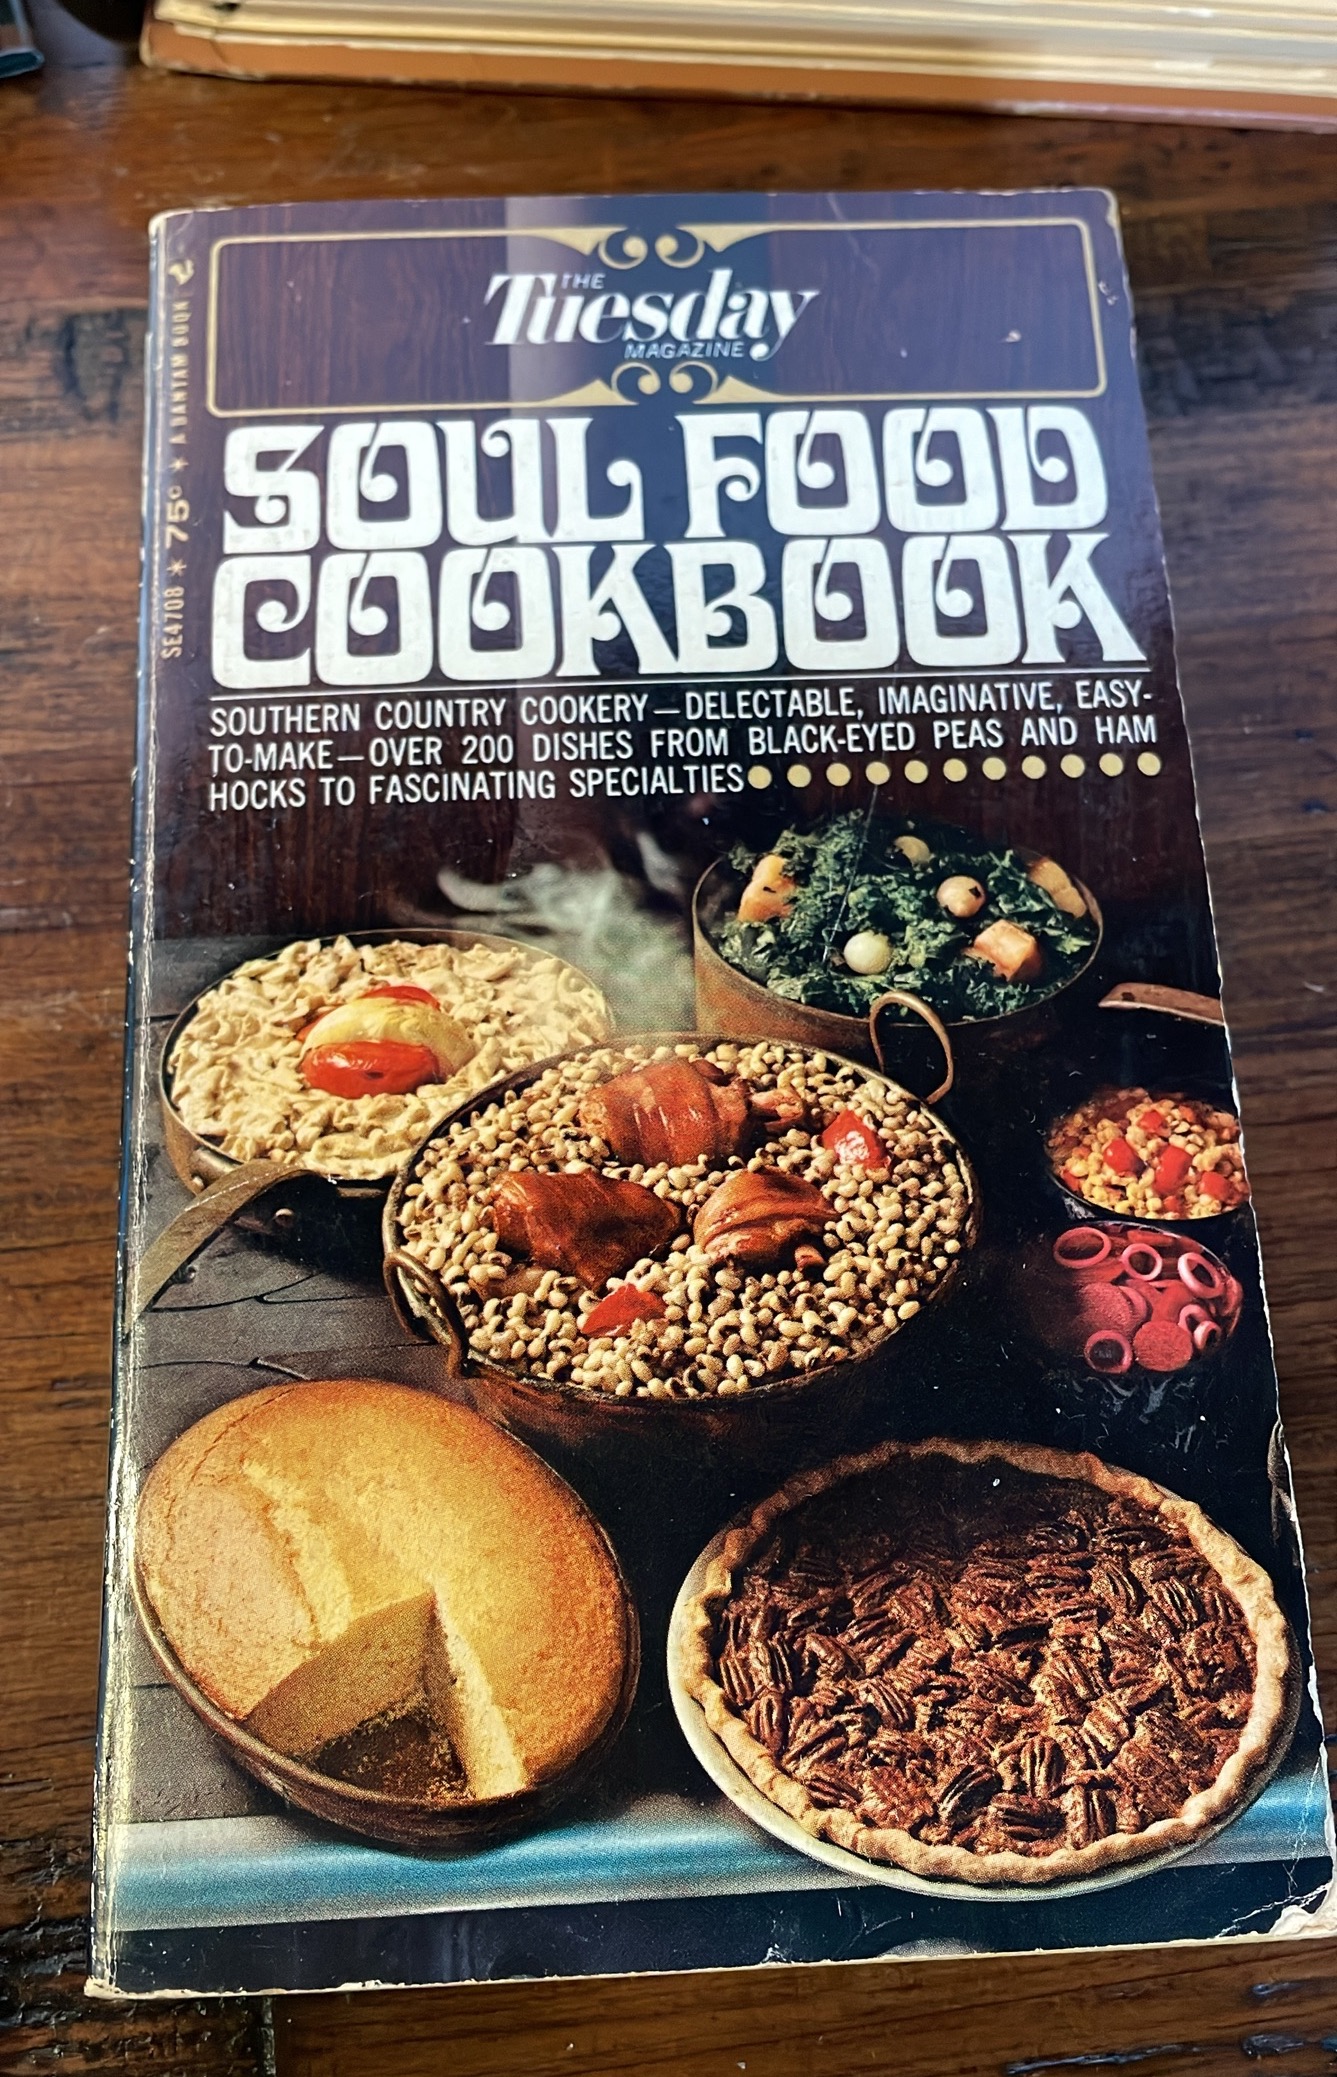 THE
Tuesday
MAGAZINE
SOUL FOOD
COOKBOOK
SOUTHERN COUNTRY COOKERY—DELECTABLE, IMAGINATIVE, EASY-
TO-MAKE—OVER 200 DISHES FROM BLACK-EYED PEAS AND HAM
HOCKS TO FASCINATING SPECIALTIES
SE4708 * 75¢ * A BANTAM BOOK